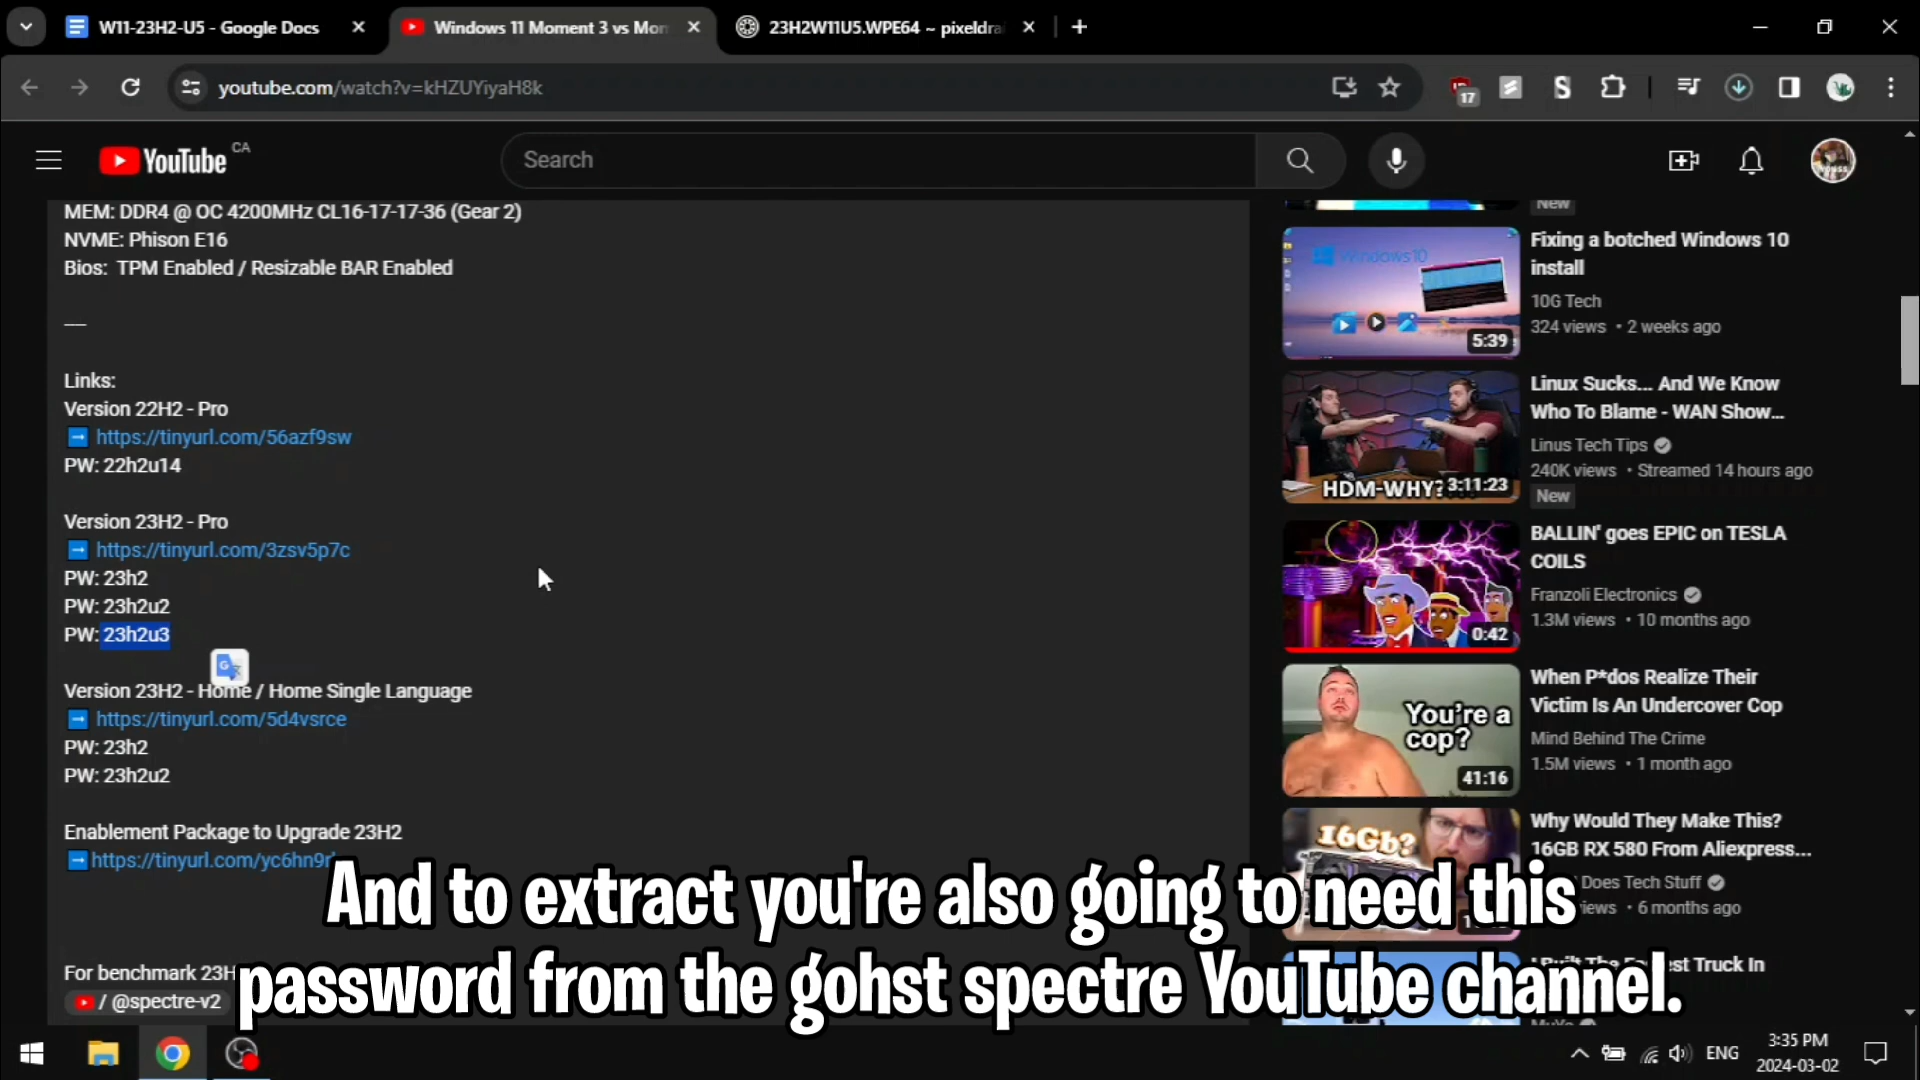 W11-23H2-U5 - Google Docs
Windows 11 Moment 3 vs Mon
23H2W11U5.WPE64 ~ pixeldra
youtube.com/watch?v=kHZUYiyaH8k
17
YouTube CA
Search
MEM: DDR4 @ OC 4200MHz CL16-17-17-36 (Gear 2)
NVME: Phison E16
Bios: TPM Enabled / Resizable BAR Enabled
Links:
Version 22H2 - Pro
https://tinyurl.com/56azf9sw
PW: 22h2u14
Version 23H2 - Pro
https://tinyurl.com/3zsv5p7c
PW: 23h2
PW: 23h2u2
PW: 23h2u3
Version 23H2 - Home / Home Single Language
https://tinyurl.com/5d4vsrce
PW: 23h2
PW: 23h2u2
Enablement Package to Upgrade 23H2
https://tinyurl.com/yc6hn9r
For benchmark 23H
/ @spectre-v2
New
Windows10
5:39
Fixing a botched Windows 10
install
10G Tech
324 views • 2 weeks ago
HDM-WHY?
3:11:23
Linux Sucks... And We Know
Who To Blame - WAN Show...
Linus Tech Tips
240K views • Streamed 14 hours ago
New
0:42
BALLIN' goes EPIC on TESLA
COILS
Franzoli Electronics
1.3M views • 10 months ago
You're a
cop?
41:16
When P*dos Realize Their
Victim Is An Undercover Cop
Mind Behind The Crime
1.5M views • 1 month ago
16Gb?
Why Would They Make This?
16GB RX 580 From Aliexpress...
Does Tech Stuff
iews • 6 months ago
Truck In
And to extract you're also going to need this
password from the gohst spectre YouTube channel.
ENG
3:35 PM
2024-03-02